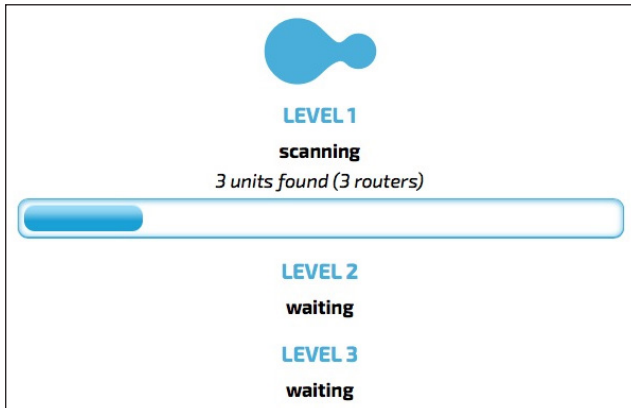 LEVEL 1
scanning
3 units found (3 routers)
LEVEL 2
waiting
LEVEL 3
waiting